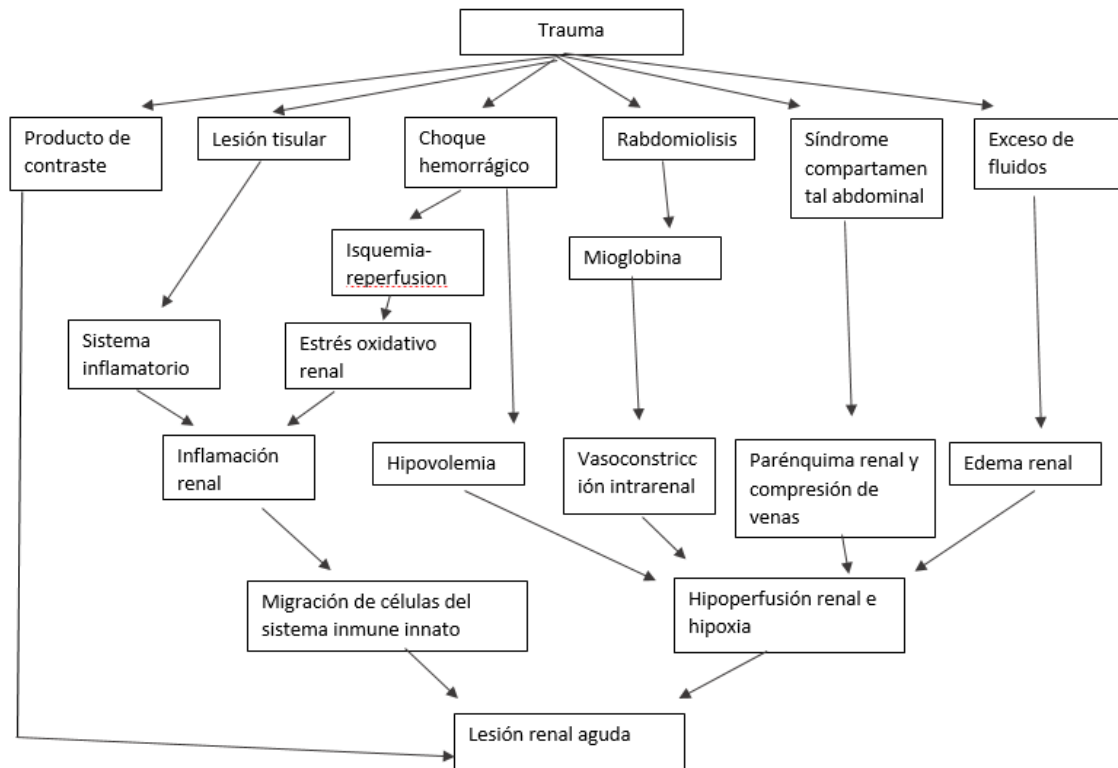 Trauma
Producto de
contraste
Lesión tisular
Choque
hemorrágico
Rabdomiolisis
Síndrome
compartamen
tal abdominal
Exceso de
fluidos
Isquemia-
reperfusion
Mioglobina
Sistema
inflamatorio
Estrés oxidativo
renal
Inflamación
renal
Hipovolemia
Vasoconstricc
ión intrarenal
Parénquima renal y
compresión de
venas
Edema renal
Migración de células del
sistema inmune innato
Hipoperfusión renal e
hipoxia
Lesión renal aguda